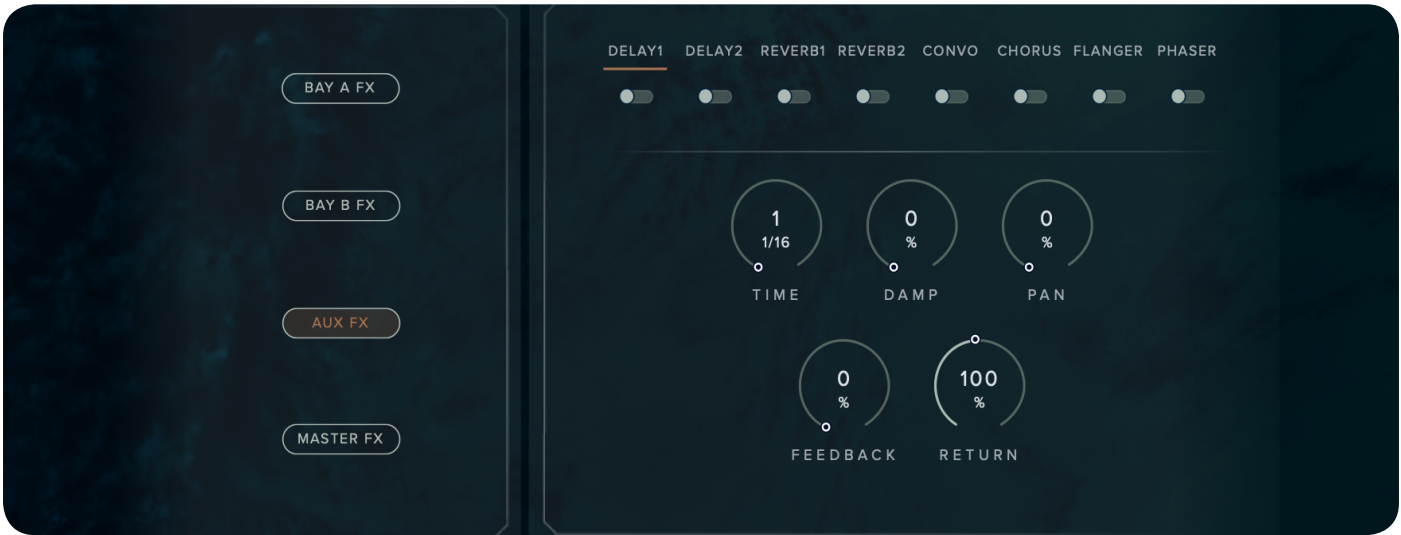 BAY A FX
BAY B FX
AUX FX
MASTER FX
DELAY1 DELAY2 REVERB1 REVERB2 CONVO CHORUS FLANGER PHASER
1 0 0
1/16 % %
TIME DAMP PAN
0 100
% %
FEEDBACK RETURN